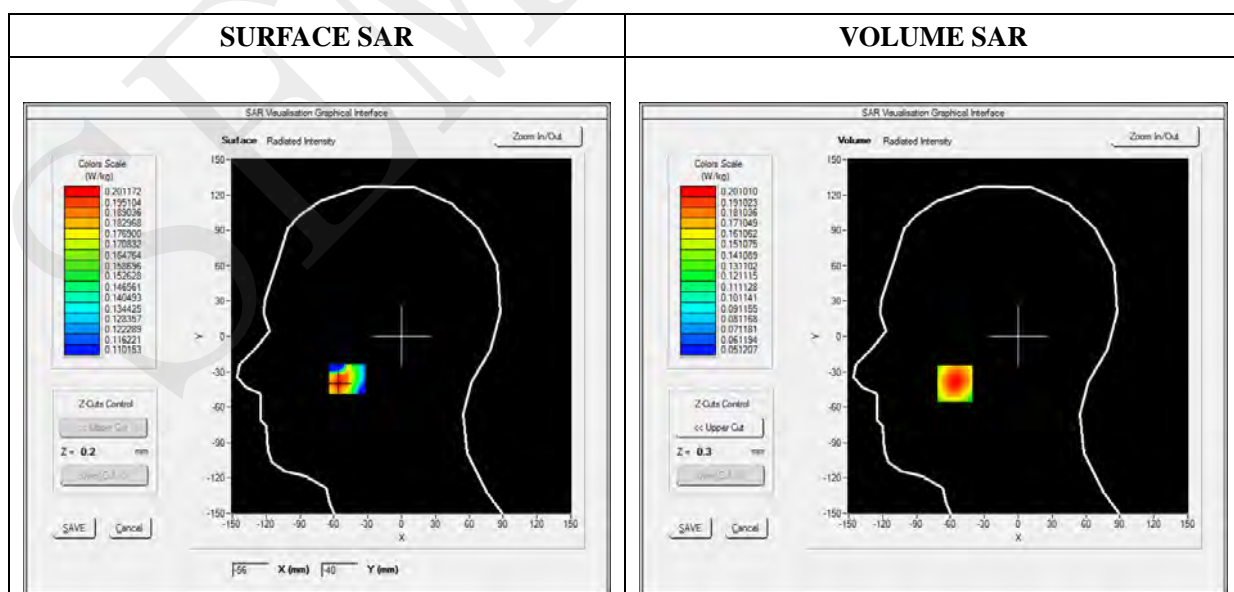 SURFACE SAR
VOLUME SAR
SAR Visualisation Graphical Interface
Surface Radiated Intensity
Zoom In/Out
Colors Scale
(W/kg)
0.201172
0.195104
0.189036
0.182968
0.176900
0.170832
0.164764
0.158696
0.152628
0.146561
0.140493
0.134425
0.128357
0.122289
0.116221
0.110153
150
120
90
60
30
0
-30
-60
-90
-120
-150
Y
-150 -120 -90 -60 -30 0 30 60 90 120 150
X
Z-Cuts Control
<< Upper Cut
Z = 0.2 mm
SAVE Cancel
-56 X (mm) -40 Y (mm)
SAR Visualisation Graphical Interface
Volume Radiated Intensity
Zoom In/Out
Colors Scale
(W/kg)
0.201010
0.191023
0.181036
0.171049
0.161062
0.151075
0.141089
0.131102
0.121115
0.111128
0.101141
0.091155
0.081168
0.071181
0.061194
0.051207
150
120
90
60
30
0
-30
-60
-90
-120
-150
Y
-150 -120 -90 -60 -30 0 30 60 90 120 150
X
Z-Cuts Control
<< Upper Cut
Z = 0.3 mm
SAVE Cancel